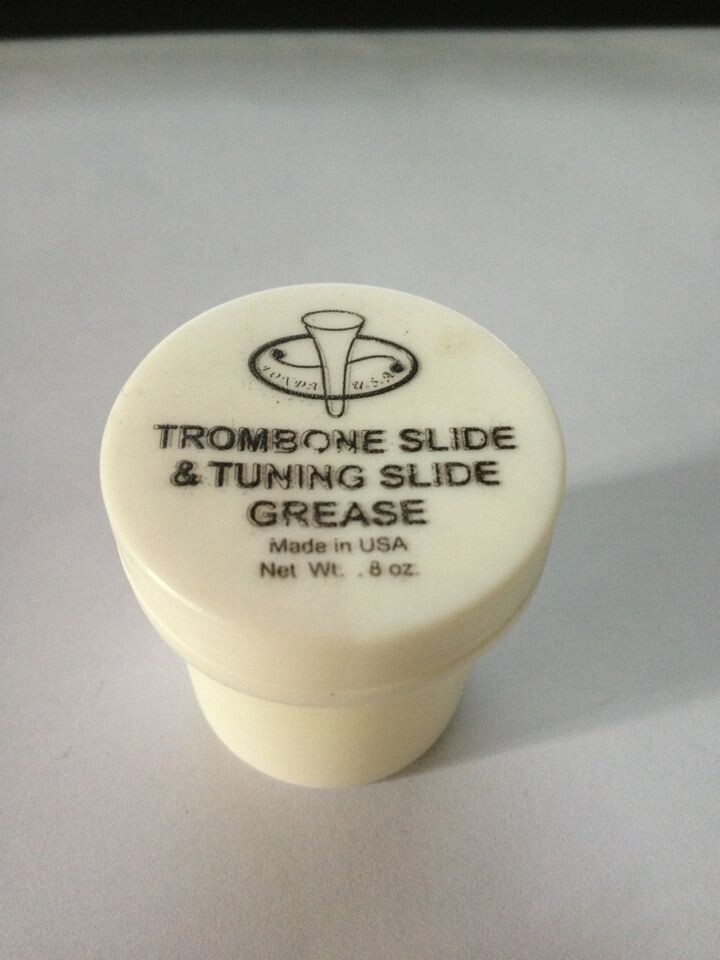 U.S.A.
TROMBONE SLIDE
& TUNING SLIDE
GREASE
Made in USA
Net Wt. .8 oz.